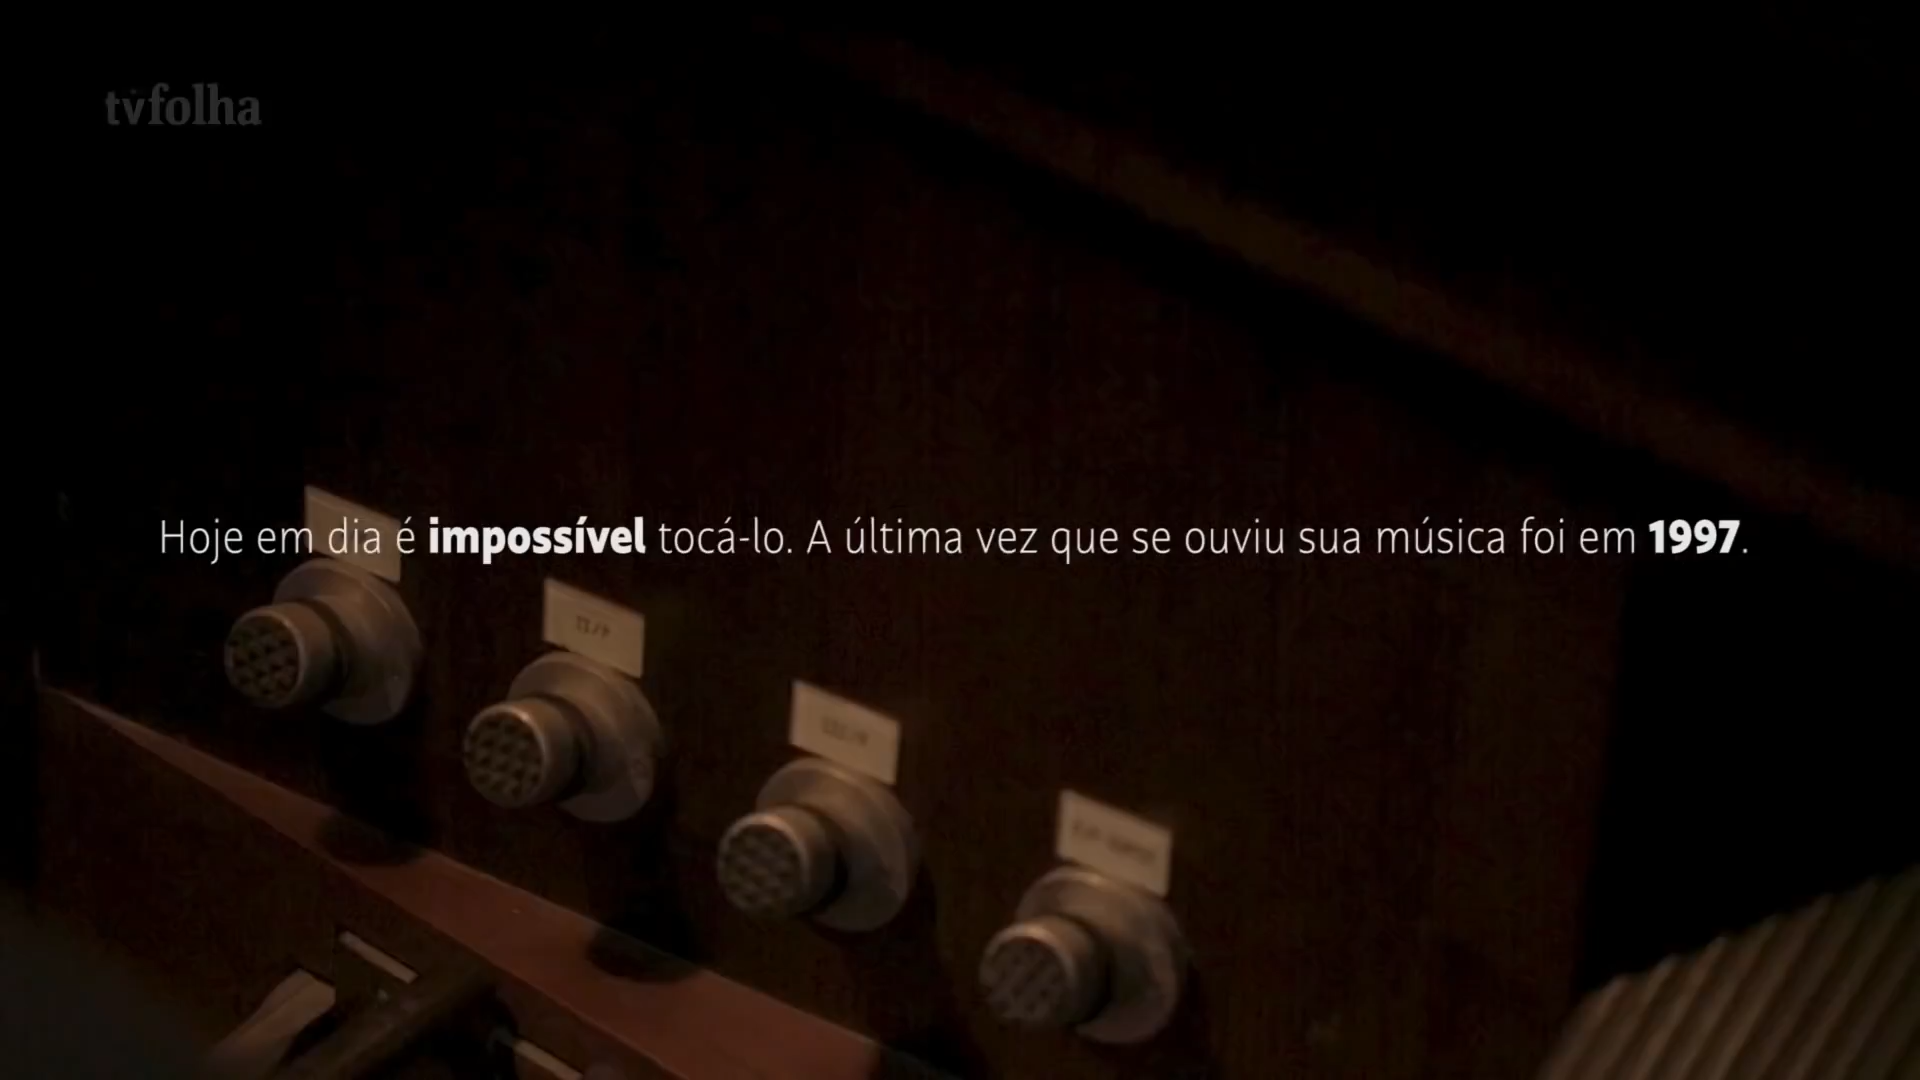 tvfolha
Hoje em dia é impossível tocá-lo. A última vez que se ouviu sua música foi em 1997.